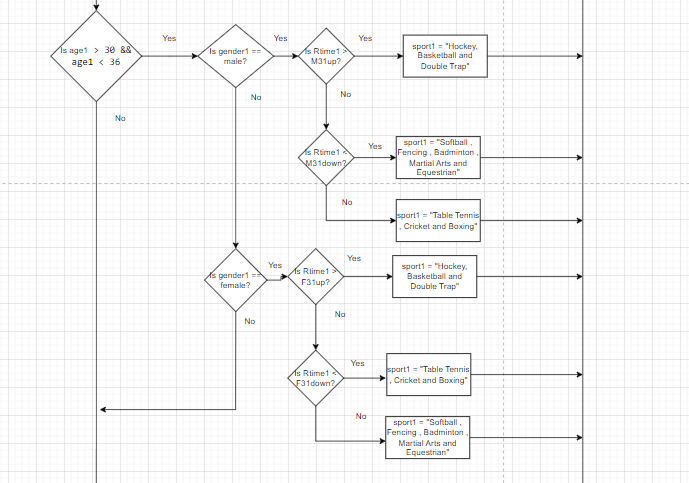 Yes
Yes
Yes
Is age1 > 30 &&
age1 < 36
Is gender1 ==
male?
Is Rtime1 >
M31up?
sport1 = "Hockey,
Basketball and
Double Trap"
No
No
No
Is Rtime1 <
M31down?
Yes
sport1 = "Softball ,
Fencing , Badminton ,
Martial Arts and
Equestrian"
No
sport1 = "Table Tennis
, Cricket and Boxing"
Is gender1 ==
female?
Yes
Is Rtime1 >
F31up?
Yes
sport1 = "Hockey,
Basketball and
Double Trap"
No
No
Is Rtime1 <
F31down?
Yes
sport1 = "Table Tennis
, Cricket and Boxing"
No
sport1 = "Softball ,
Fencing , Badminton ,
Martial Arts and
Equestrian"